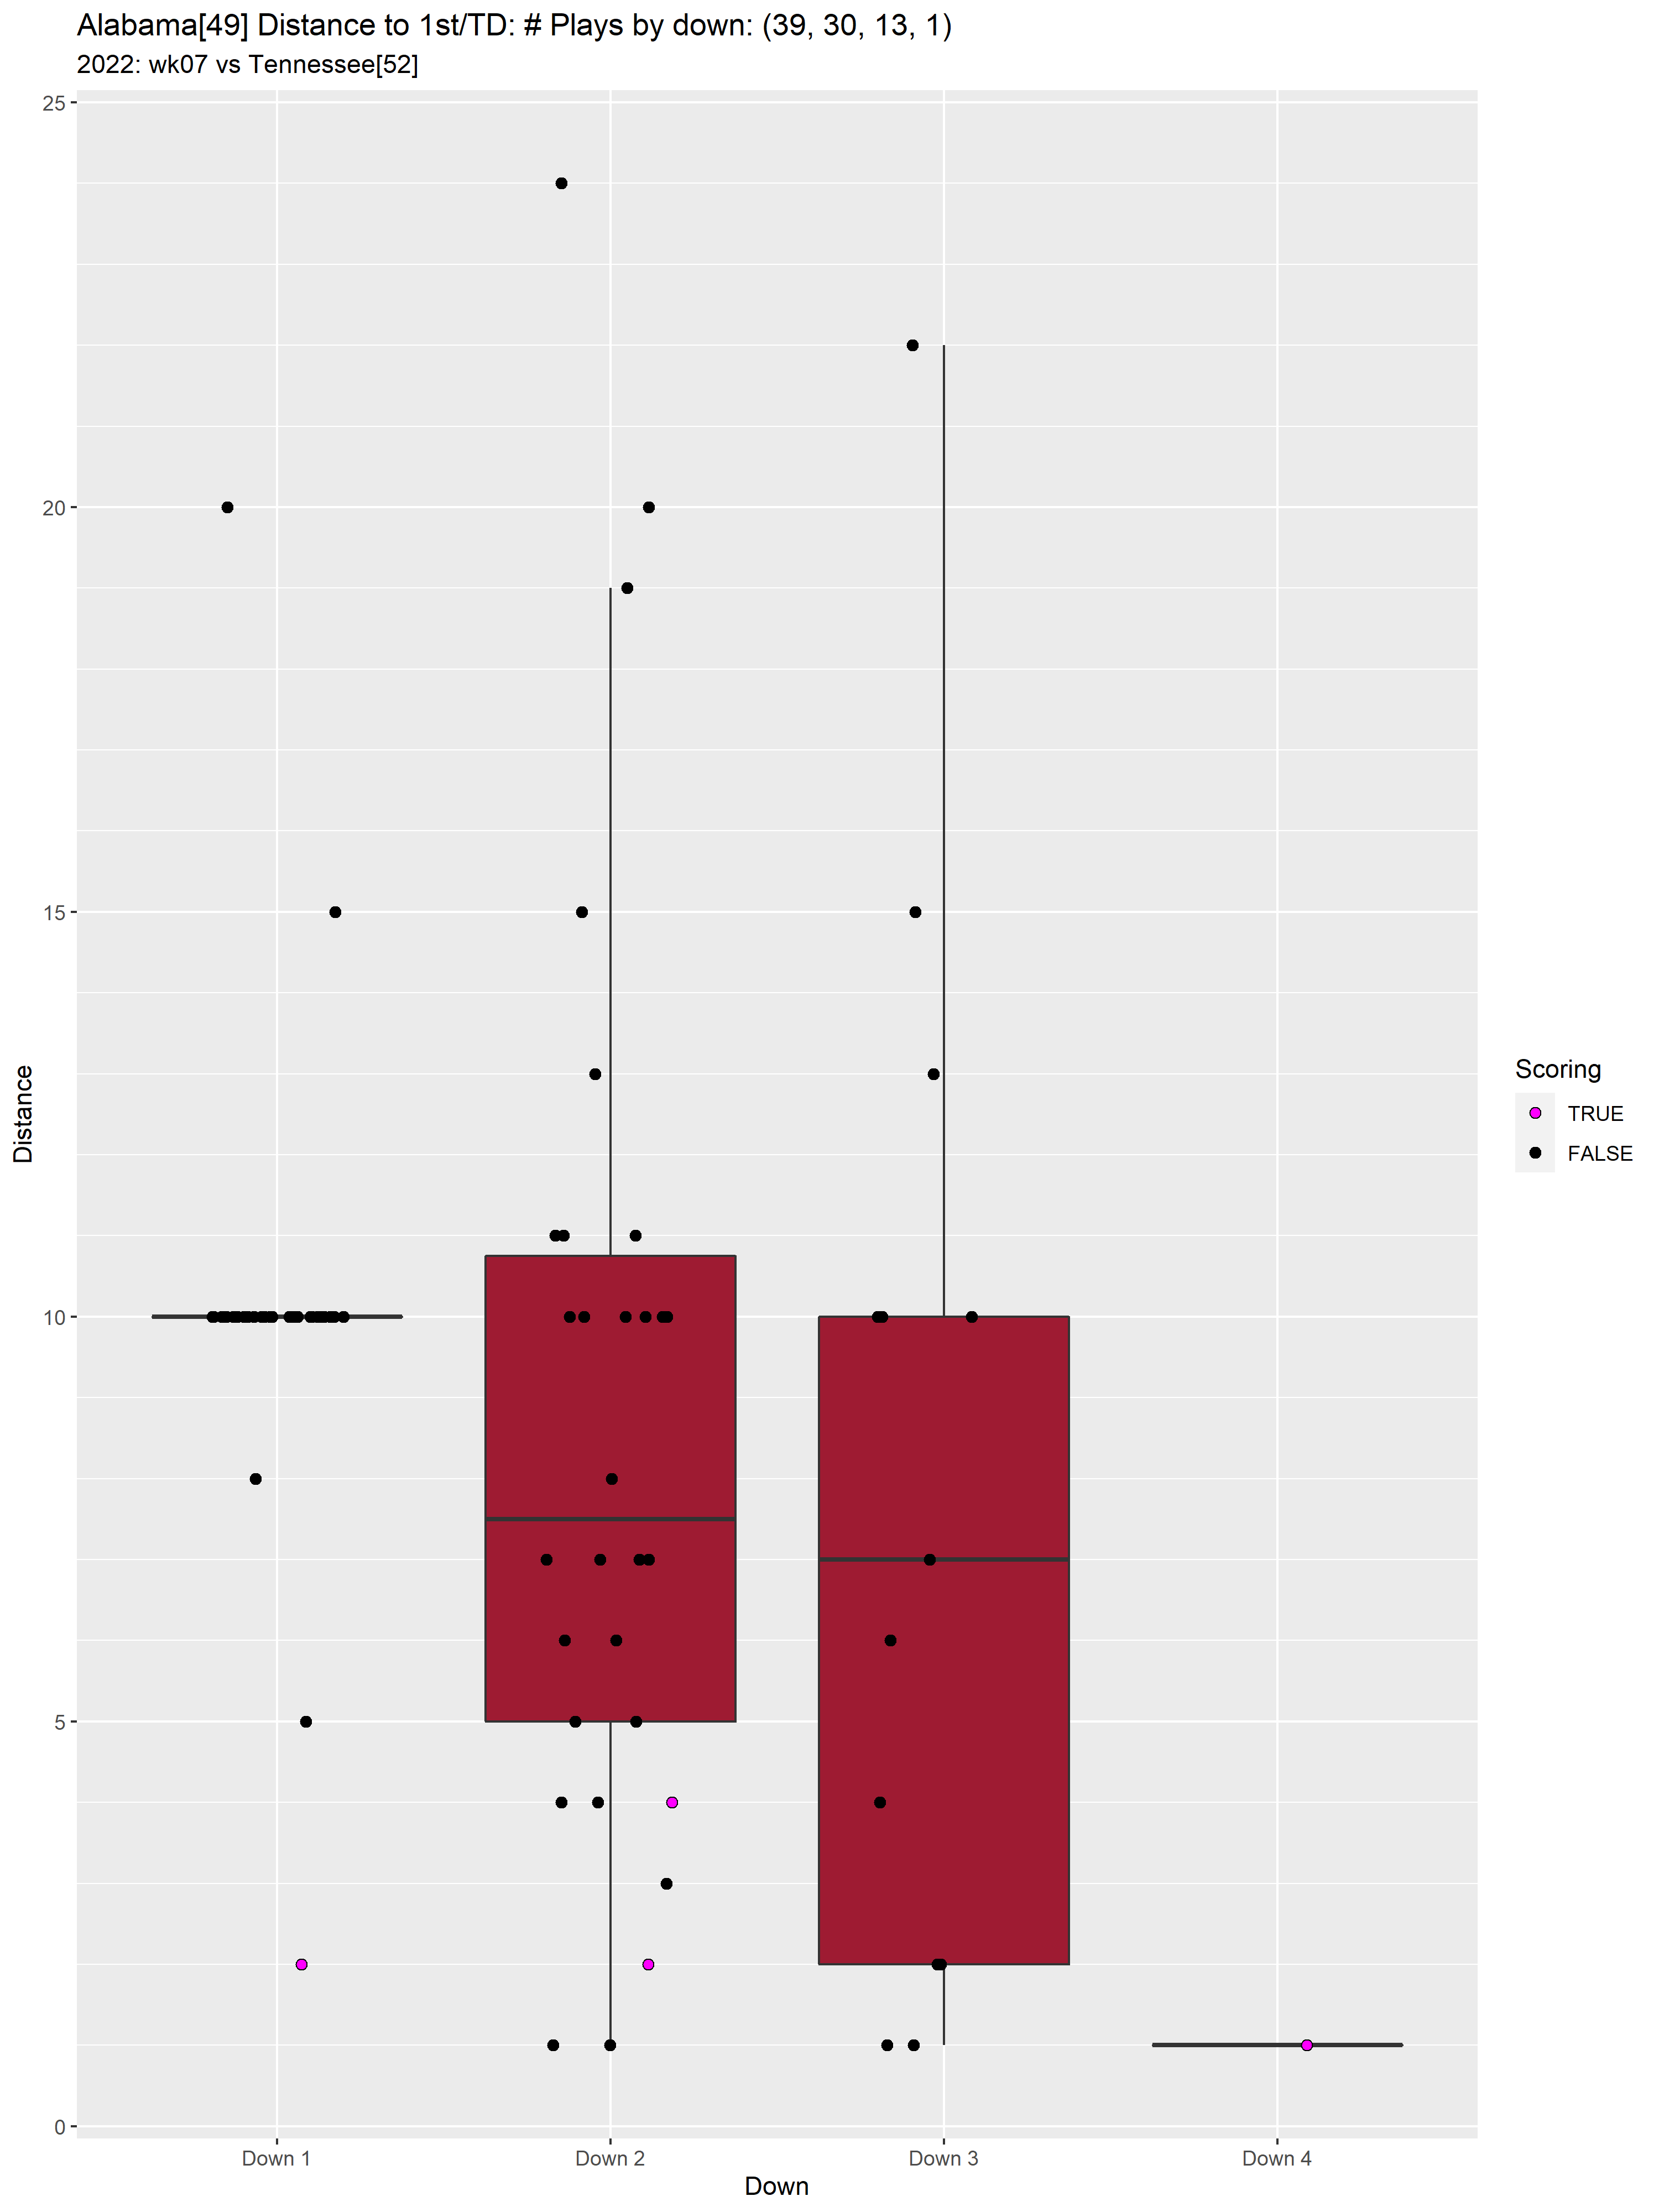 Alabama[49] Distance to 1st/TD: # Plays by down: (39, 30, 13, 1)
2022: wk07 vs Tennessee[52]
25
20
15
10
5
0
Distance
Down 1
Down 2
Down 3
Down 4
Down
Scoring
TRUE
FALSE